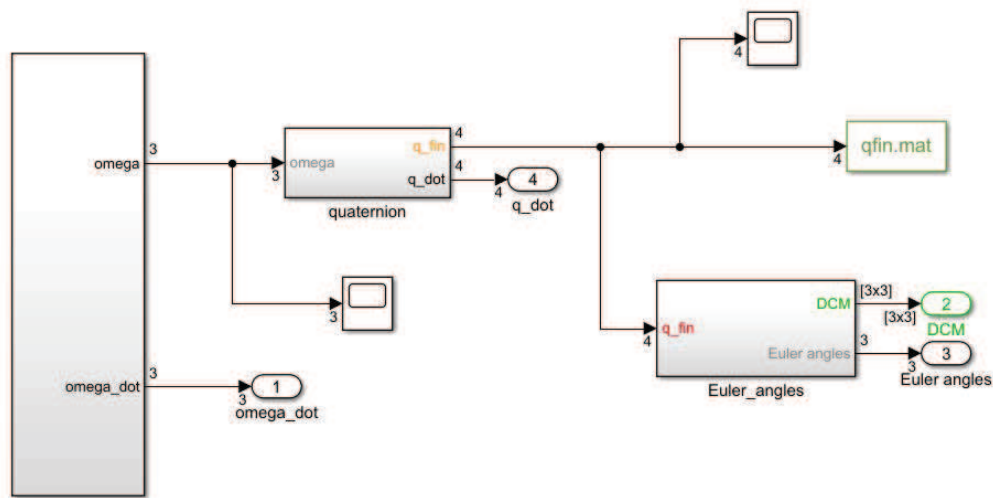 4
qfin.mat
4
omega
3
3
omega
q_fin
4
q_dot
4
quaternion
4
4
q_dot
3
q_fin
4
DCM
[3x3]
Euler angles
3
Euler_angles
[3x3]
2
DCM
3
3
Euler angles
omega_dot
3
3
1
omega_dot